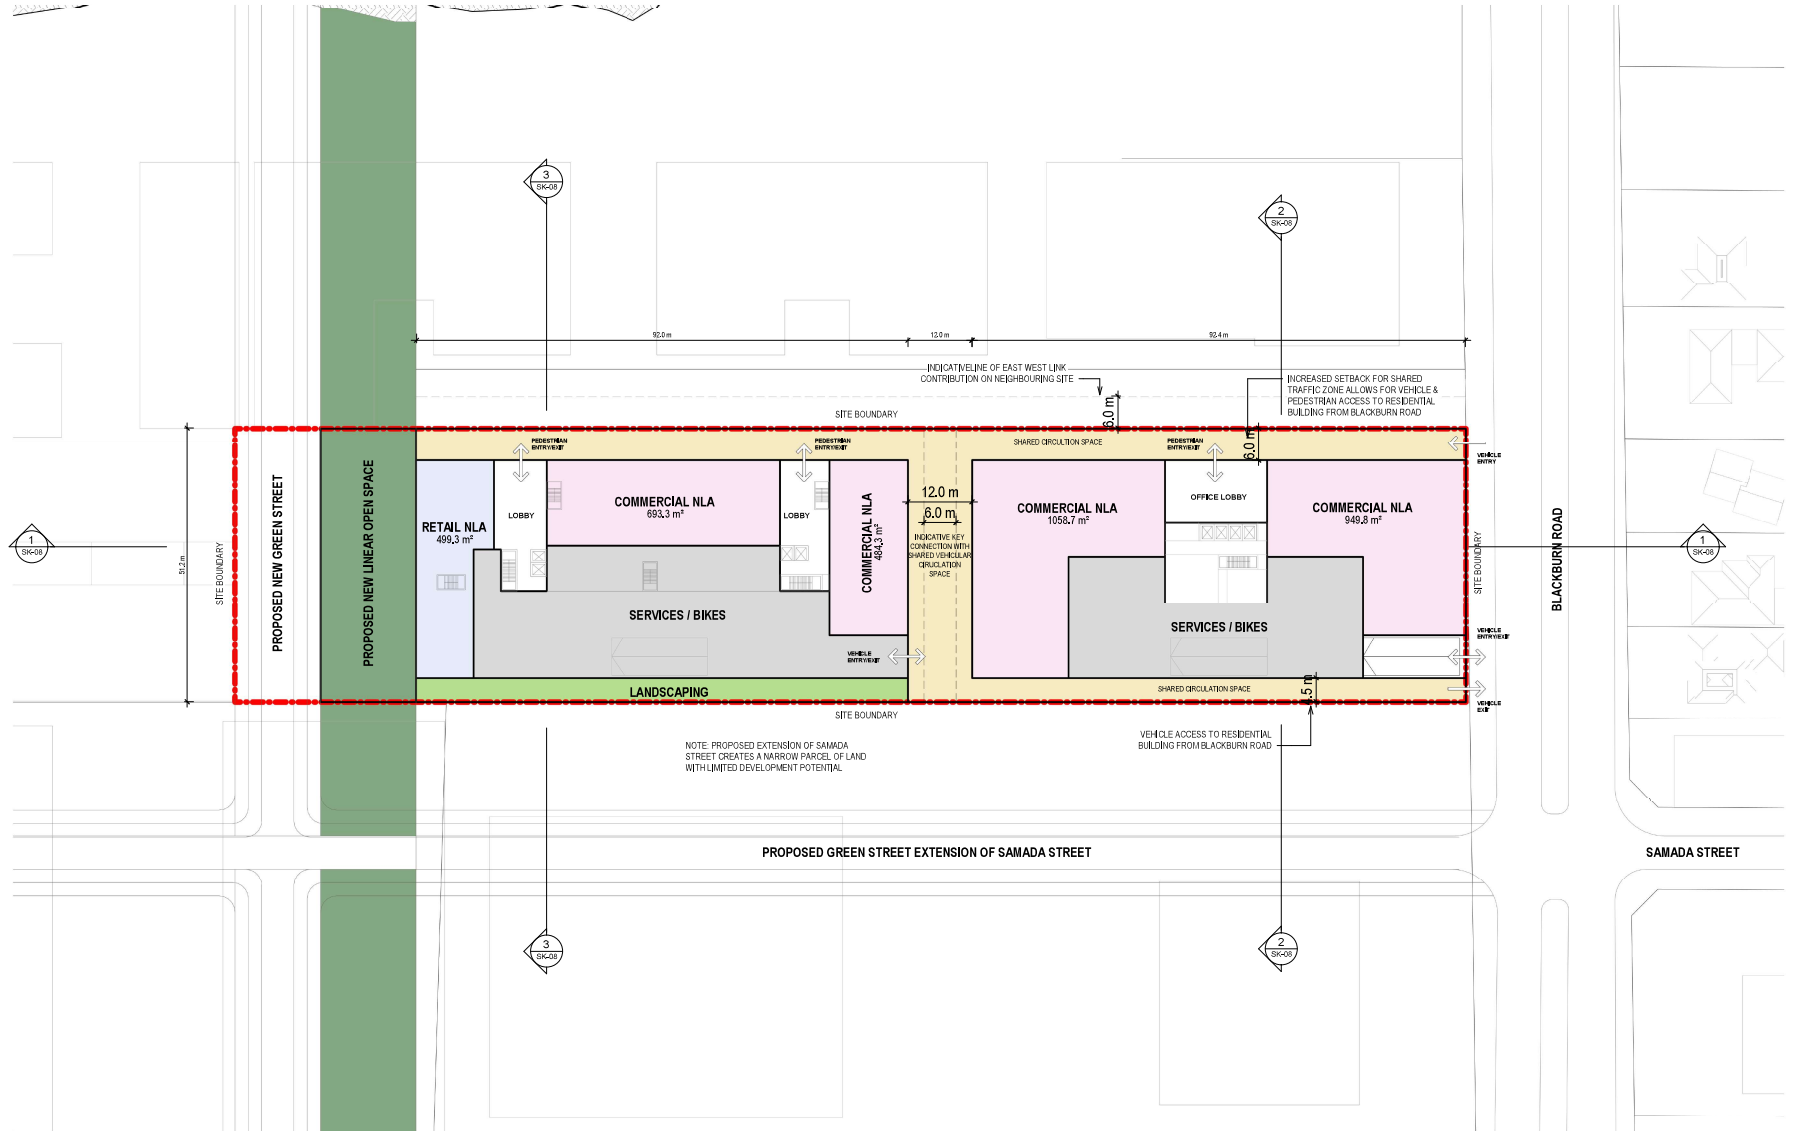 3
SK-08
2
SK-08
92.0 m
12.0 m
92.4 m
INDICATIVELINE OF EAST WEST LINK
CONTRIBUTION ON NEIGHBOURING SITE
INCREASED SETBACK FOR SHARED
TRAFFIC ZONE ALLOWS FOR VEHICLE &
PEDESTRIAN ACCESS TO RESIDENTIAL
BUILDING FROM BLACKBURN ROAD
6.0 m
SITE BOUNDARY
PEDESTRIAN
ENTRY/EXIT
PEDESTRIAN
ENTRY/EXIT
SHARED CIRCULTION SPACE
PEDESTRIAN
ENTRY/EXIT
6.0 m
VEHICLE
ENTRY
1
SK-08
51.2 m
SITE BOUNDARY
PROPOSED NEW GREEN STREET
PROPOSED NEW LINEAR OPEN SPACE
RETAIL NLA
499.3 m²
LOBBY
COMMERCIAL NLA
693.3 m²
LOBBY
COMMERCIAL NLA
484.3 m²
12.0 m
6.0 m
INDICATIVE KEY
CONNECTION WITH
SHARED VEHICULAR
CIRUCLATION
SPACE
COMMERCIAL NLA
1058.7 m²
OFFICE LOBBY
COMMERCIAL NLA
949.8 m²
SITE BOUNDARY
BLACKBURN ROAD
1
SK-08
SERVICES / BIKES
SERVICES / BIKES
VEHICLE
ENTRY/EXIT
VEHICLE
ENTRY/EXIT
LANDSCAPING
SHARED CIRCULATION SPACE
.5 m
VEHICLE
EXIT
SITE BOUNDARY
NOTE: PROPOSED EXTENSION OF SAMADA
STREET CREATES A NARROW PARCEL OF LAND
WITH LIMITED DEVELOPMENT POTENTIAL
VEHICLE ACCESS TO RESIDENTIAL
BUILDING FROM BLACKBURN ROAD
PROPOSED GREEN STREET EXTENSION OF SAMADA STREET
SAMADA STREET
3
SK-08
2
SK-08